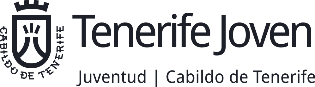 CABILDO DE TENERIFE
Tenerife Joven
Juventud | Cabildo de Tenerife